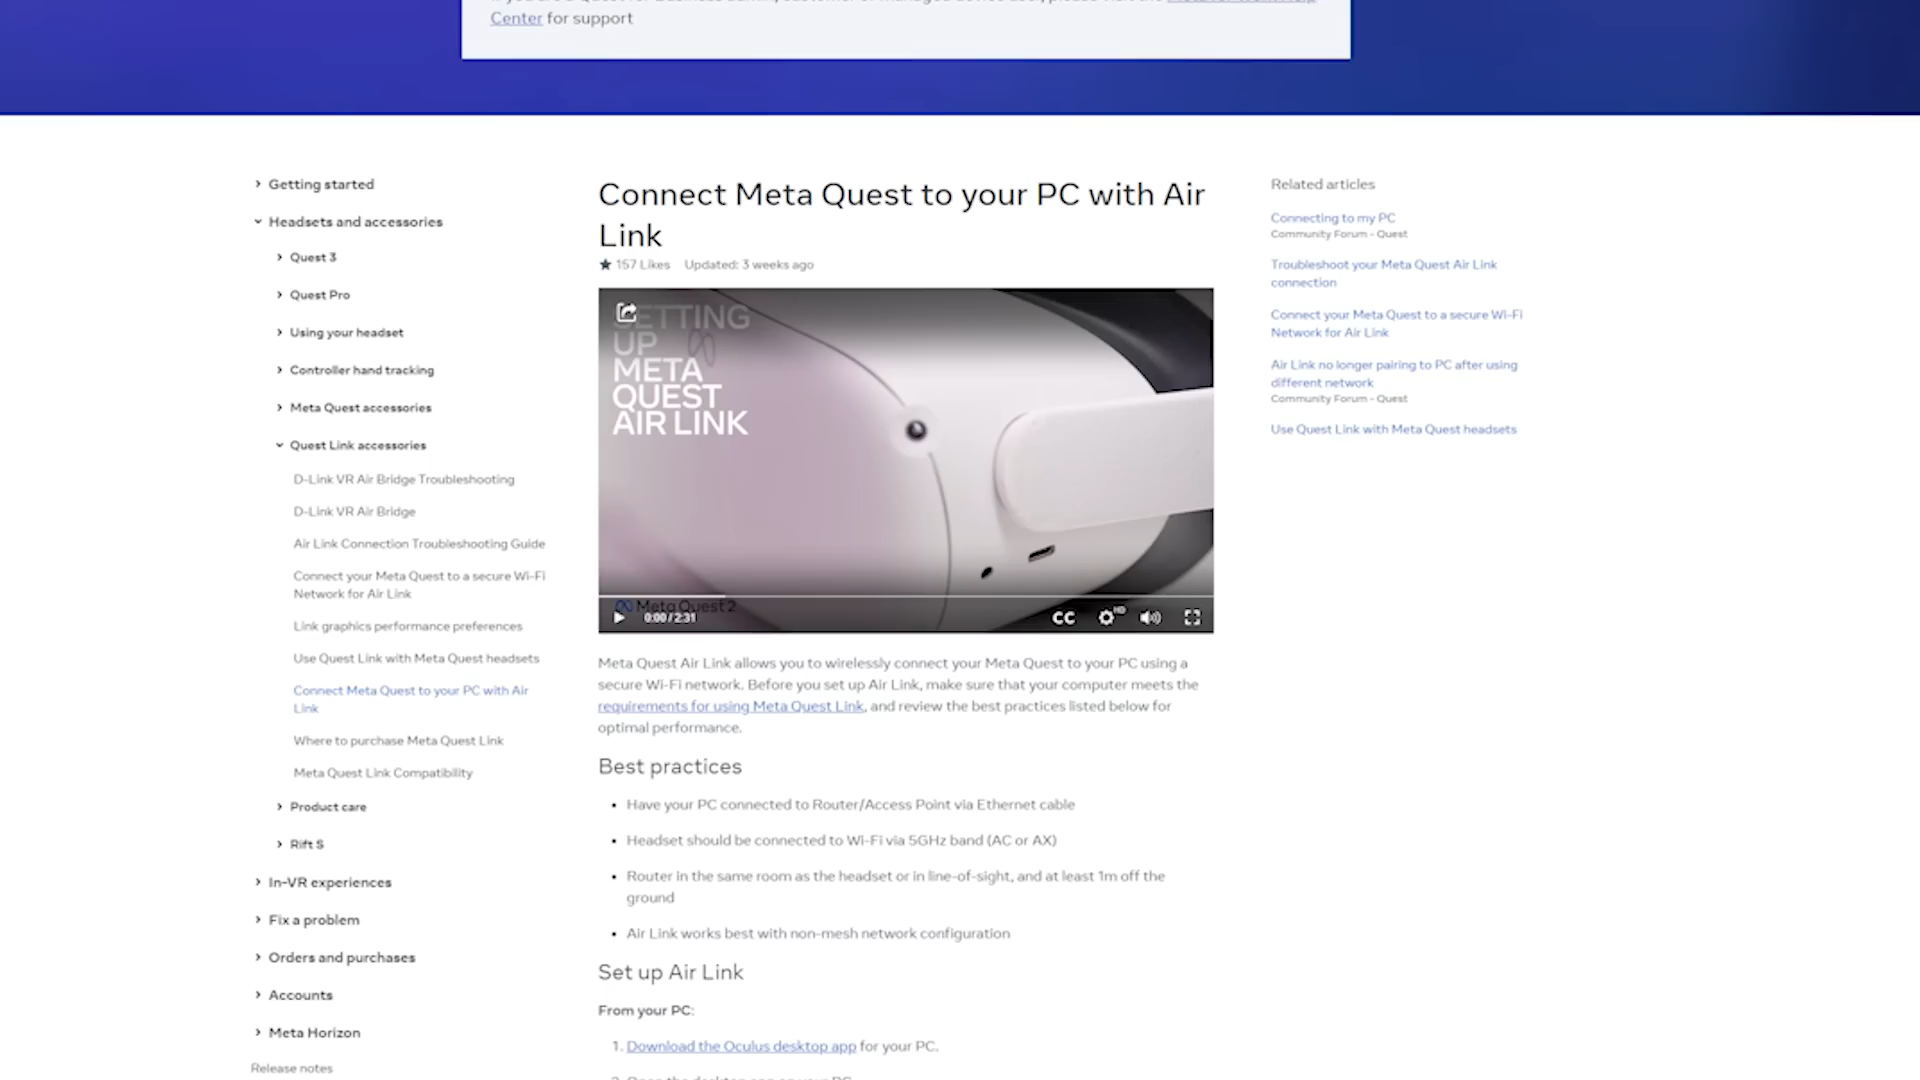 Center for support
Getting started
Headsets and accessories
Quest 3
Quest Pro
Using your headset
Controller hand tracking
Meta Quest accessories
Quest Link accessories
D-Link VR Air Bridge Troubleshooting
D-Link VR Air Bridge
Air Link Connection Troubleshooting Guide
Connect your Meta Quest to a secure Wi-Fi
Network for Air Link
Link graphics performance preferences
Use Quest Link with Meta Quest headsets
Connect Meta Quest to your PC with Air
Link
Where to purchase Meta Quest Link
Meta Quest Link Compatibility
Product care
Rift S
In-VR experiences
Fix a problem
Orders and purchases
Accounts
Meta Horizon
Release notes
Connect Meta Quest to your PC with Air
Link
★ 157 Likes Updated: 3 weeks ago
SETTING
UP
META
QUEST
AIR LINK
Meta Quest 2
0:00 / 2:31 CC HD
Meta Quest Air Link allows you to wirelessly connect your Meta Quest to your PC using a
secure Wi-Fi network. Before you set up Air Link, make sure that your computer meets the
requirements for using Meta Quest Link, and review the best practices listed below for
optimal performance.
Best practices
• Have your PC connected to Router/Access Point via Ethernet cable
• Headset should be connected to Wi-Fi via 5GHz band (AC or AX)
• Router in the same room as the headset or in line-of-sight, and at least 1m off the
ground
• Air Link works best with non-mesh network configuration
Set up Air Link
From your PC:
1. Download the Oculus desktop app for your PC.
Related articles
Connecting to my PC
Community Forum - Quest
Troubleshoot your Meta Quest Air Link
connection
Connect your Meta Quest to a secure Wi-Fi
Network for Air Link
Air Link no longer pairing to PC after using
different network
Community Forum - Quest
Use Quest Link with Meta Quest headsets